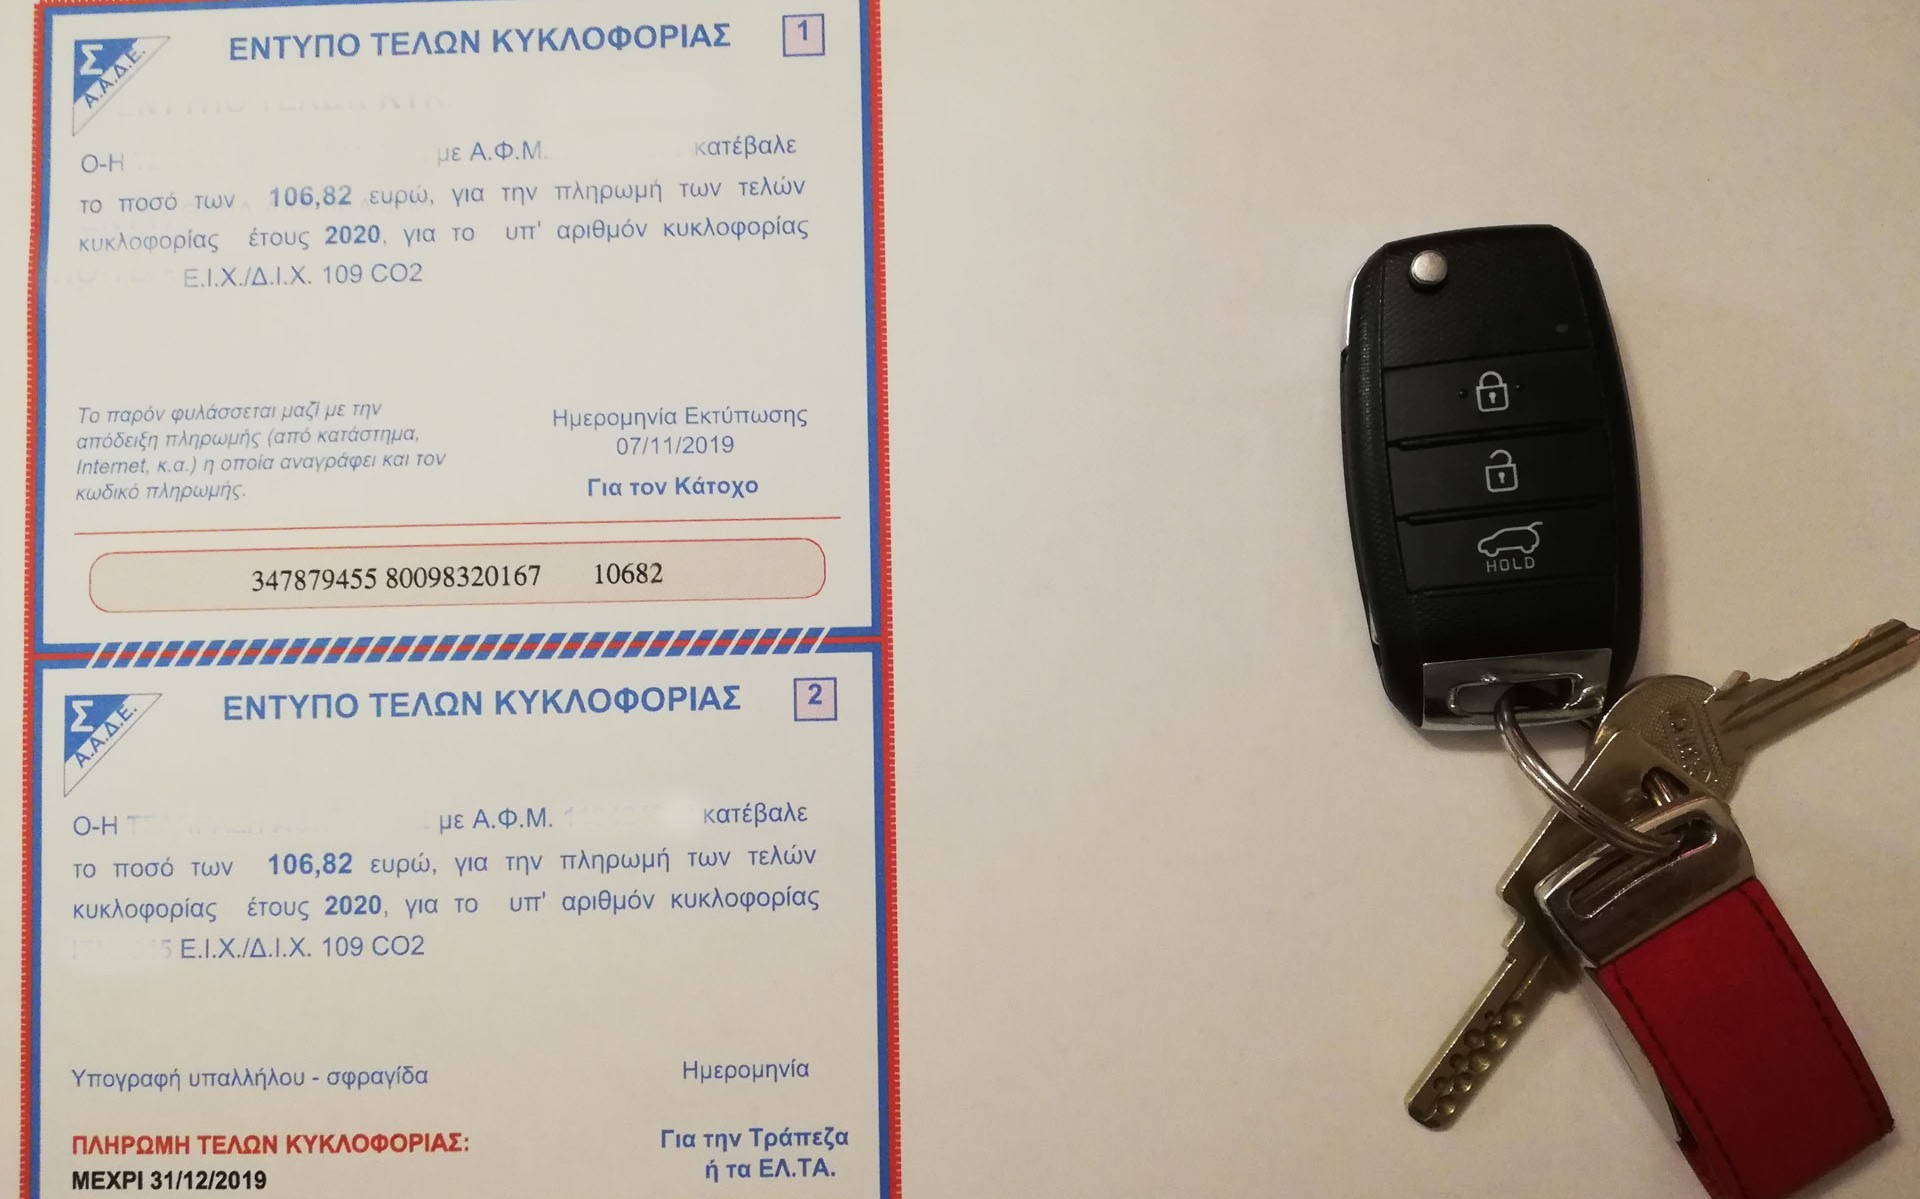 Σ
Α.Α.Δ.Ε.
ΕΝΤΥΠΟ ΤΕΛΩΝ ΚΥΚΛΟΦΟΡΙΑΣ
1
Ο-Η με Α.Φ.Μ. κατέβαλε
το ποσό των 106,82 ευρώ, για την πληρωμή των τελών
κυκλοφορίας έτους 2020, για το υπ' αριθμόν κυκλοφορίας
Ε.Ι.Χ./Δ.Ι.Χ. 109 CO2
Το παρόν φυλάσσεται μαζί με την
απόδειξη πληρωμής (από κατάστημα,
Internet, κ.α.) η οποία αναγράφει και τον
κωδικό πληρωμής.
Ημερομηνία Εκτύπωσης
07/11/2019
Για τον Κάτοχο
347879455 80098320167 10682
Σ
Α.Α.Δ.Ε.
ΕΝΤΥΠΟ ΤΕΛΩΝ ΚΥΚΛΟΦΟΡΙΑΣ
2
Ο-Η με Α.Φ.Μ. κατέβαλε
το ποσό των 106,82 ευρώ, για την πληρωμή των τελών
κυκλοφορίας έτους 2020, για το υπ' αριθμόν κυκλοφορίας
Ε.Ι.Χ./Δ.Ι.Χ. 109 CO2
Υπογραφή υπαλλήλου - σφραγίδα
Ημερομηνία
ΠΛΗΡΩΜΗ ΤΕΛΩΝ ΚΥΚΛΟΦΟΡΙΑΣ:
ΜΕΧΡΙ 31/12/2019
Για την Τράπεζα
ή τα ΕΛ.ΤΑ.
HOLD